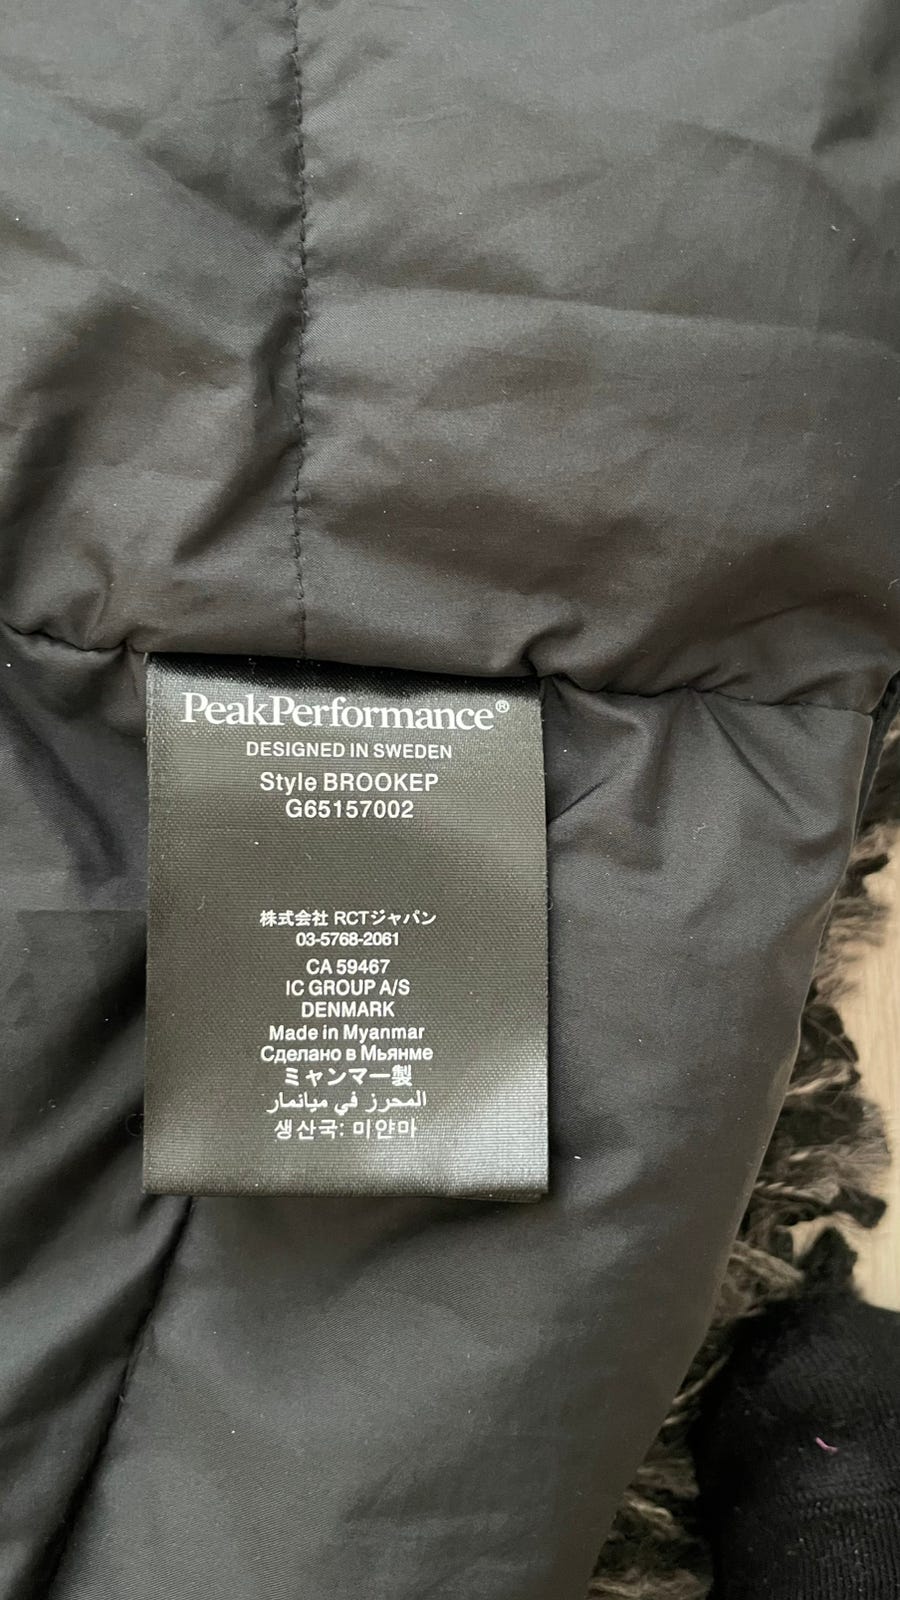 PeakPerformance®
DESIGNED IN SWEDEN
Style BROOKEP
G65157002
株式会社 RCTジャパン
03-5768-2061
CA 59467
IC GROUP A/S
DENMARK
Made in Myanmar
Сделано в Мьянме
ミャンマー製
المحرز في ميانمار
생산국: 미얀마